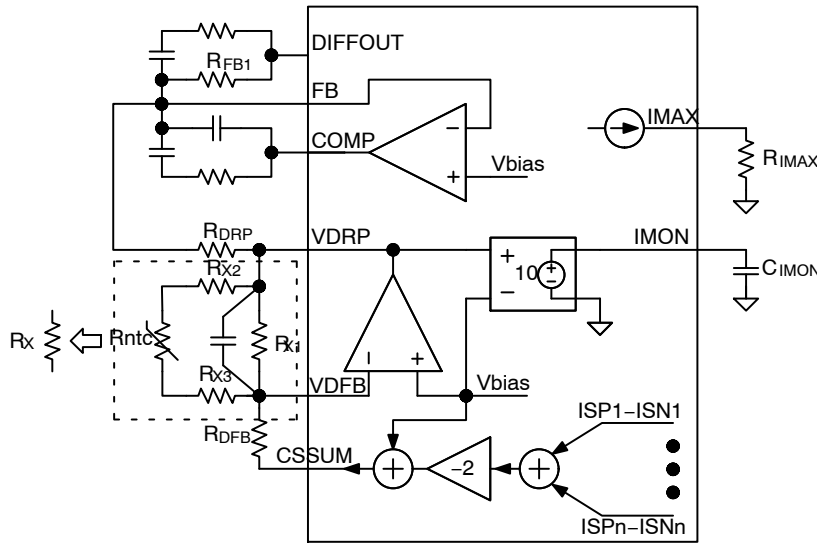 DIFFOUT
RFB1
FB
IMAX
COMP
−
+
Vbias
RIMAX
RDRP
VDRP
IMON
RX2
+
−
10
+
−
CIMON
RX
Rntc
RX1
RX3
VDFB
−
+
Vbias
RDFB
CSSUM
+
−2
+
ISP1−ISN1
ISPn−ISNn